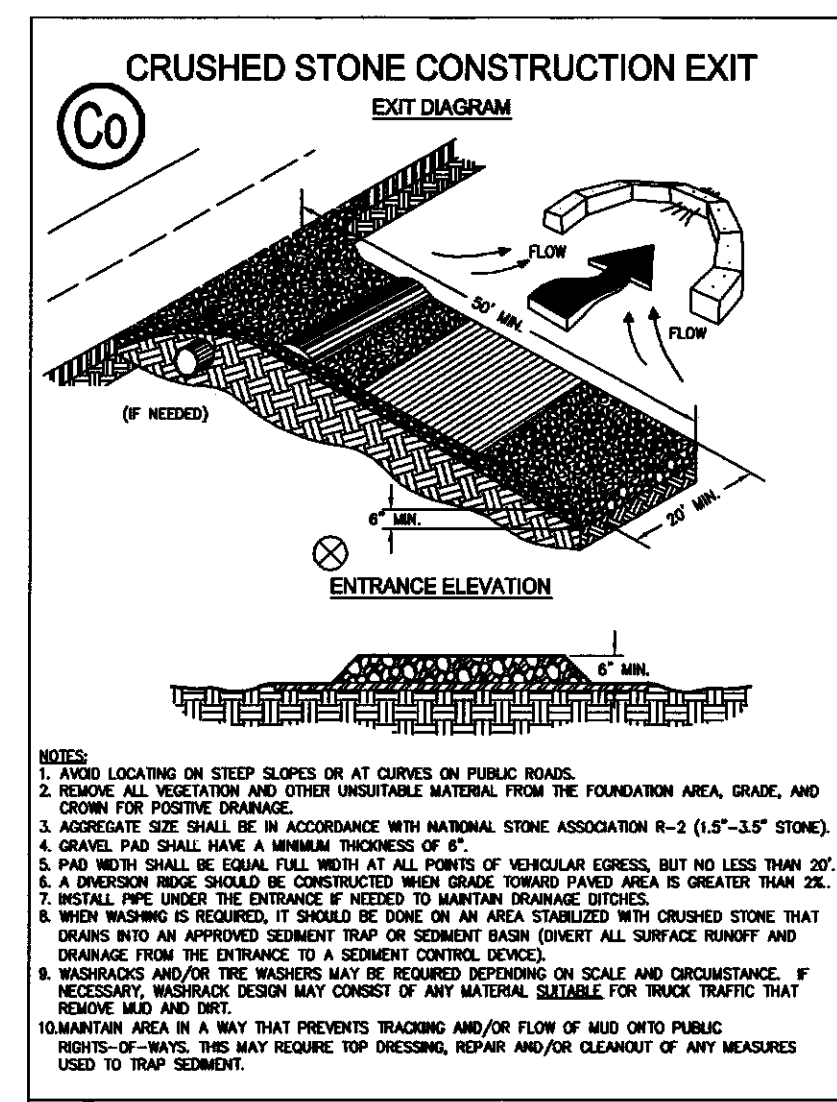 CRUSHED STONE CONSTRUCTION EXIT
Co
EXIT DIAGRAM
FLOW
50' MIN.
FLOW
(IF NEEDED)
6" MIN.
20' MIN.
ENTRANCE ELEVATION
6" MIN.
NOTES:
1. AVOID LOCATING ON STEEP SLOPES OR AT CURVES ON PUBLIC ROADS.
2. REMOVE ALL VEGETATION AND OTHER UNSUITABLE MATERIAL FROM THE FOUNDATION AREA, GRADE, AND
CROWN FOR POSITIVE DRAINAGE.
3. AGGREGATE SIZE SHALL BE IN ACCORDANCE WITH NATIONAL STONE ASSOCIATION R-2 (1.5"-3.5" STONE).
4. GRAVEL PAD SHALL HAVE A MINIMUM THICKNESS OF 6".
5. PAD WIDTH SHALL BE EQUAL FULL WIDTH AT ALL POINTS OF VEHICULAR EGRESS, BUT NO LESS THAN 20'.
6. A DIVERSION RIDGE SHOULD BE CONSTRUCTED WHEN GRADE TOWARD PAVED AREA IS GREATER THAN 2%..
7. INSTALL PIPE UNDER THE ENTRANCE IF NEEDED TO MAINTAIN DRAINAGE DITCHES.
8. WHEN WASHING IS REQUIRED, IT SHOULD BE DONE ON AN AREA STABILIZED WITH CRUSHED STONE THAT
DRAINS INTO AN APPROVED SEDIMENT TRAP OR SEDIMENT BASIN (DIVERT ALL SURFACE RUNOFF AND
DRAINAGE FROM THE ENTRANCE TO A SEDIMENT CONTROL DEVICE).
9. WASHRACKS AND/OR TIRE WASHERS MAY BE REQUIRED DEPENDING ON SCALE AND CIRCUMSTANCE. IF
NECESSARY, WASHRACK DESIGN MAY CONSIST OF ANY MATERIAL SUITABLE FOR TRUCK TRAFFIC THAT
REMOVE MUD AND DIRT.
10.MAINTAIN AREA IN A WAY THAT PREVENTS TRACKING AND/OR FLOW OF MUD ONTO PUBLIC
RIGHTS-OF-WAYS. THIS MAY REQUIRE TOP DRESSING, REPAIR AND/OR CLEANOUT OF ANY MEASURES
USED TO TRAP SEDIMENT.